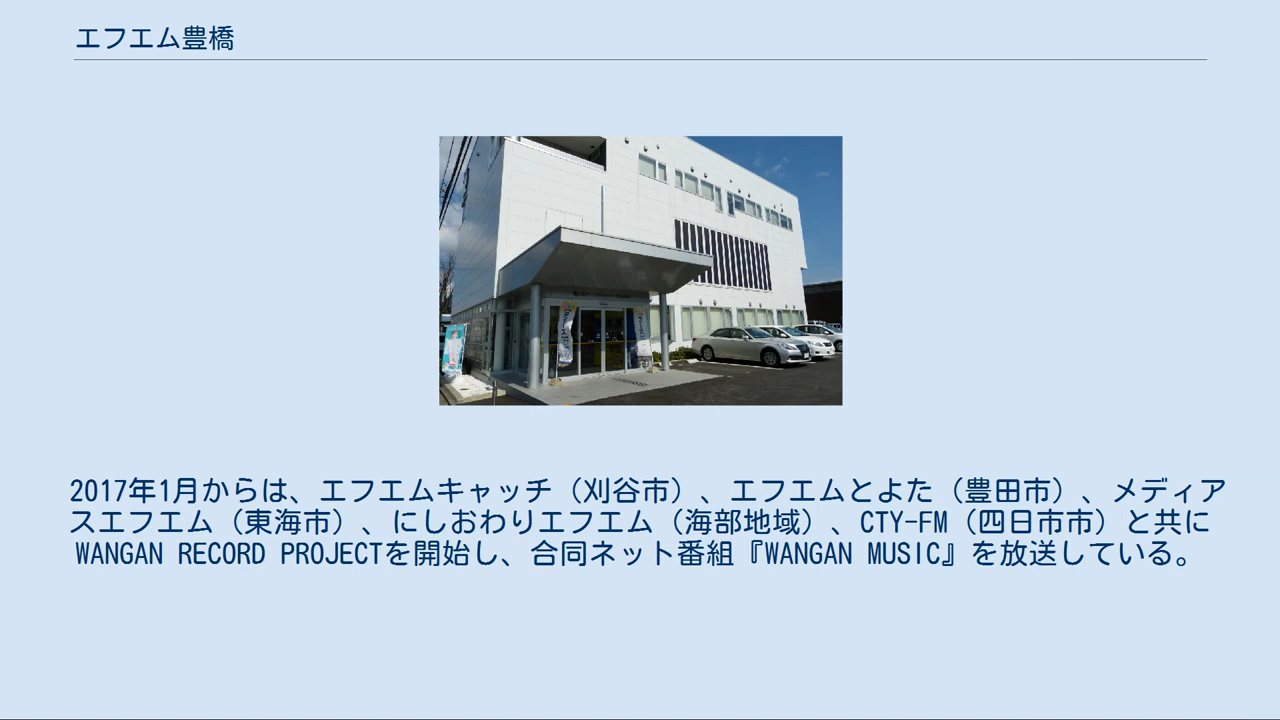 エフエム豊橋
2017年1月からは、エフエムキャッチ（刈谷市）、エフエムとよた（豊田市）、メディア
スエフエム（東海市）、にしおわりエフエム（海部地域）、CTY-FM（四日市市）と共に
WANGAN RECORD PROJECTを開始し、合同ネット番組『WANGAN MUSIC』を放送している。